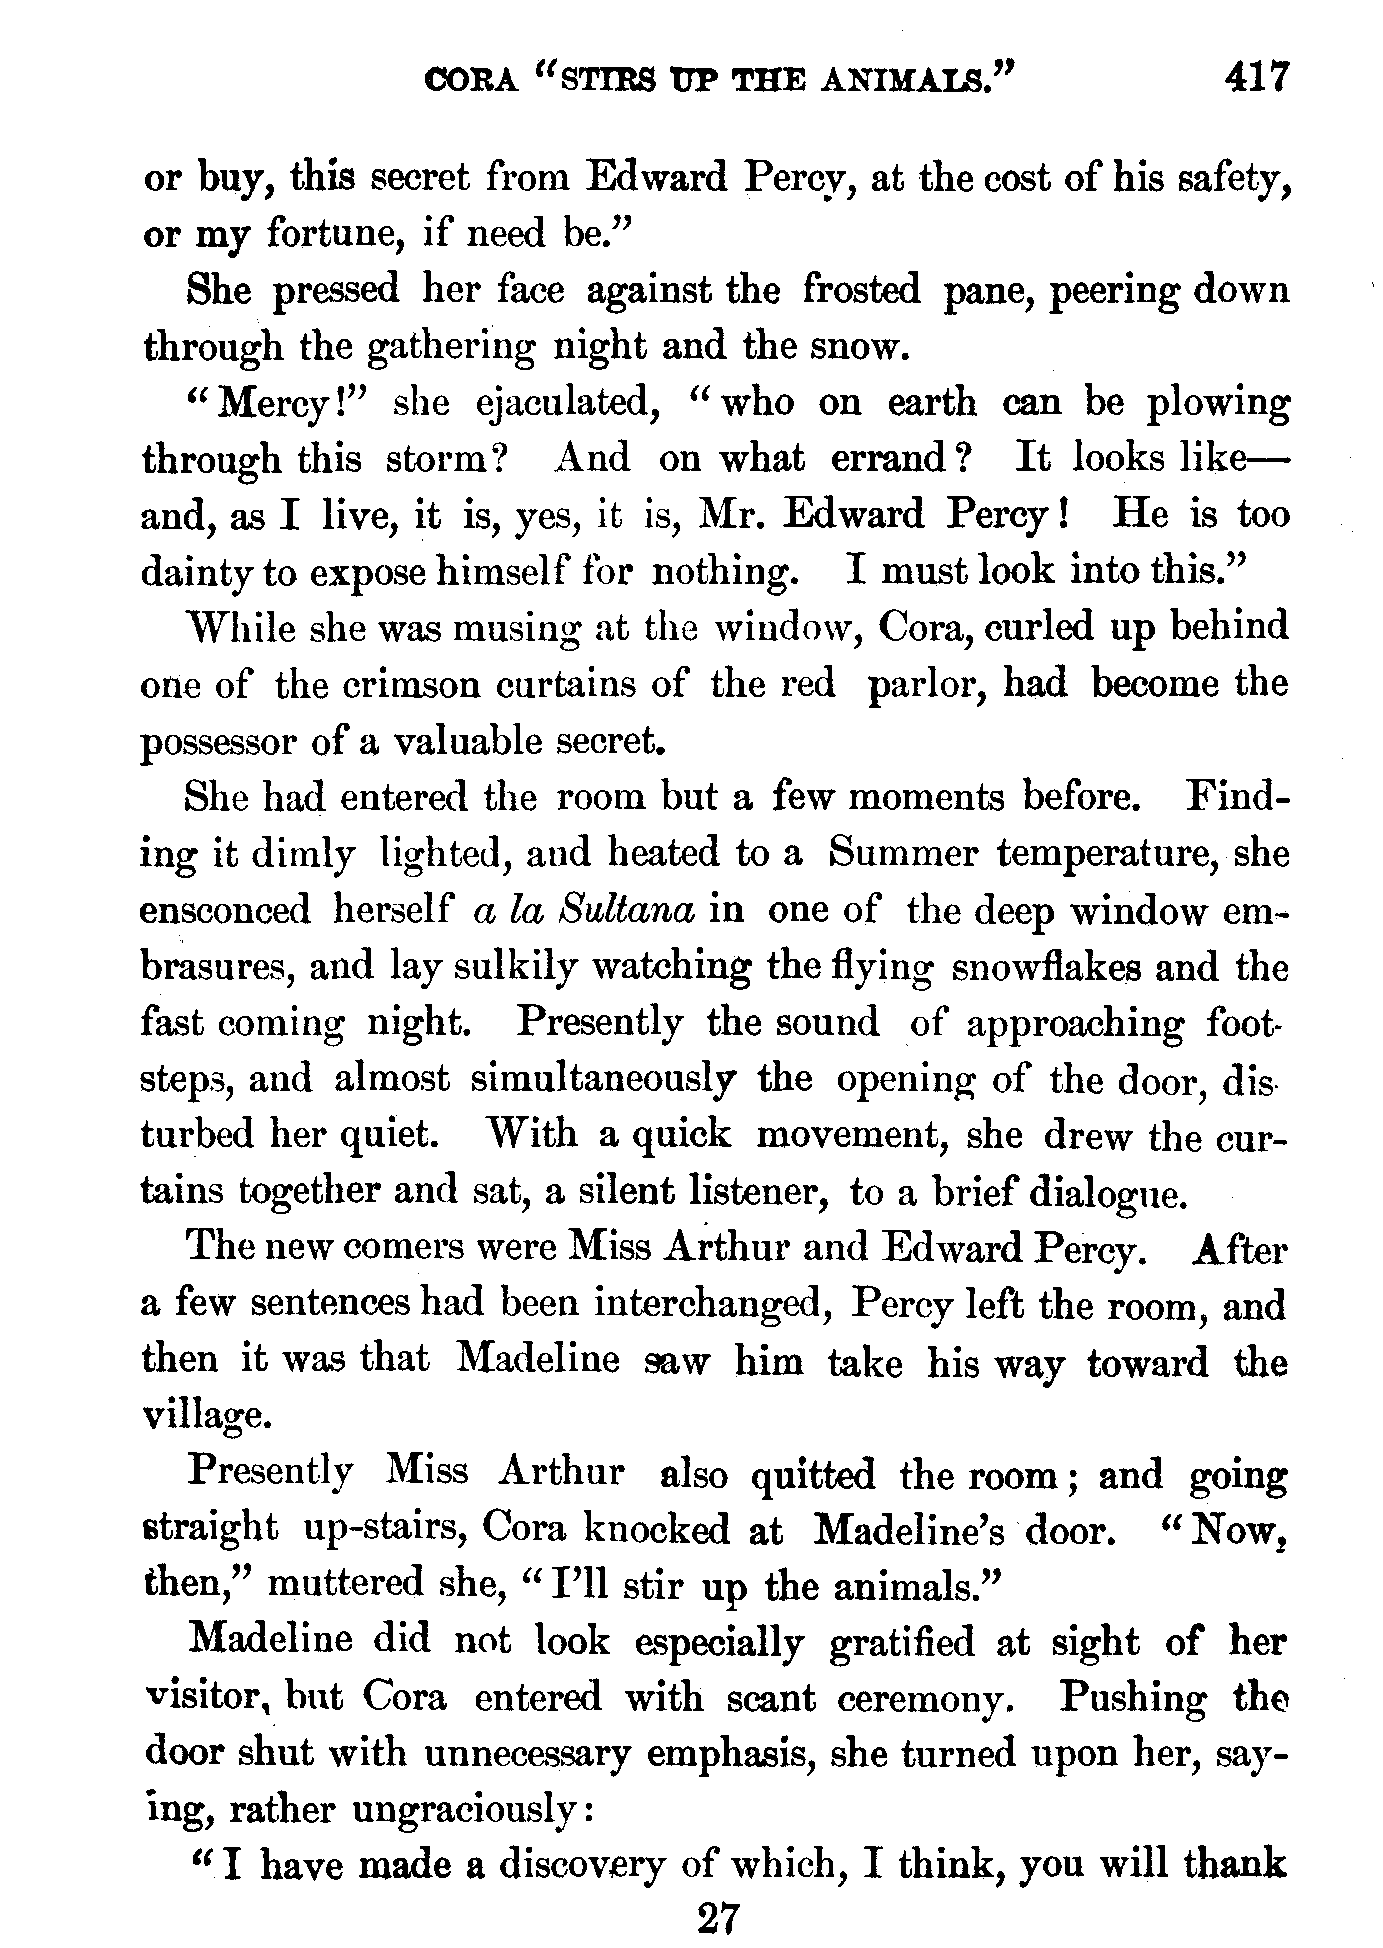 CORA "STIRS UP THE ANIMALS." 417
or buy, this secret from Edward Percy, at the cost of his safety,
or my fortune, if need be."
She pressed her face against the frosted pane, peering down
through the gathering night and the snow.
"Mercy!" she ejaculated, "who on earth can be plowing
through this storm? And on what errand? It looks like—
and, as I live, it is, yes, it is, Mr. Edward Percy! He is too
dainty to expose himself for nothing. I must look into this."
While she was musing at the window, Cora, curled up behind
one of the crimson curtains of the red parlor, had become the
possessor of a valuable secret.
She had entered the room but a few moments before. Find-
ing it dimly lighted, and heated to a Summer temperature, she
ensconced herself a la Sultana in one of the deep window em-
brasures, and lay sulkily watching the flying snowflakes and the
fast coming night. Presently the sound of approaching foot-
steps, and almost simultaneously the opening of the door, dis-
turbed her quiet. With a quick movement, she drew the cur-
tains together and sat, a silent listener, to a brief dialogue.
The new comers were Miss Arthur and Edward Percy. After
a few sentences had been interchanged, Percy left the room, and
then it was that Madeline saw him take his way toward the
village.
Presently Miss Arthur also quitted the room; and going
straight up-stairs, Cora knocked at Madeline's door. "Now,
then," muttered she, "I'll stir up the animals."
Madeline did not look especially gratified at sight of her
visitor, but Cora entered with scant ceremony. Pushing the
door shut with unnecessary emphasis, she turned upon her, say-
ing, rather ungraciously:
"I have made a discovery of which, I think, you will thank
27